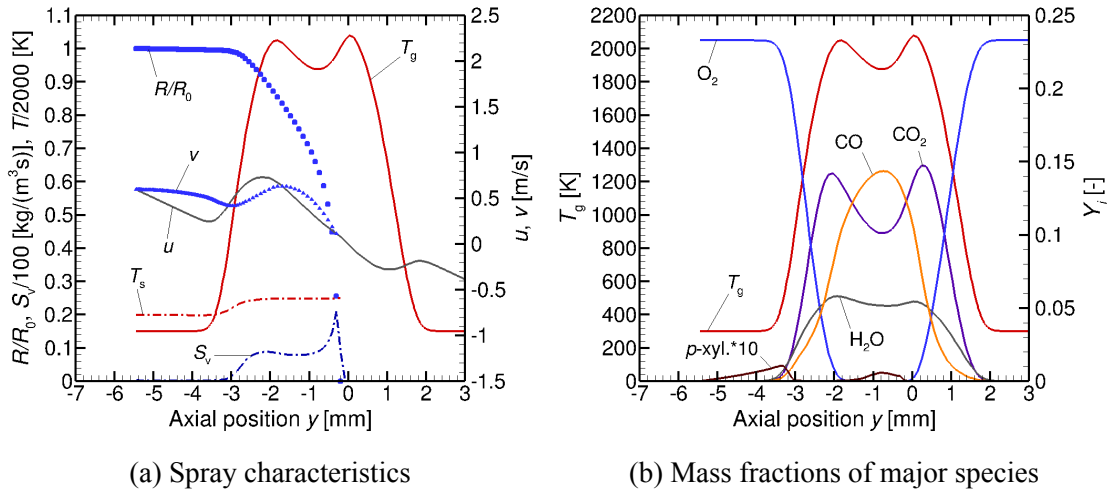 R/R₀, Sᵥ/100 [kg/(m³s)], T/2000 [K]
1.1
1
0.9
0.8
0.7
0.6
0.5
0.4
0.3
0.2
0.1
0
2.5
2
1.5
1
0.5
0
-0.5
-1
-1.5
u, v [m/s]
R/R₀
T_g
v
u
T_s
Sᵥ
-7 -6 -5 -4 -3 -2 -1 0 1 2 3
Axial position y [mm]
(a) Spray characteristics
T_g [K]
2200
2000
1800
1600
1400
1200
1000
800
600
400
200
0
0.25
0.2
0.15
0.1
0.05
0
Y_i [-]
O₂
CO
CO₂
T_g
H₂O
p-xyl.*10
-7 -6 -5 -4 -3 -2 -1 0 1 2 3
Axial position y [mm]
(b) Mass fractions of major species